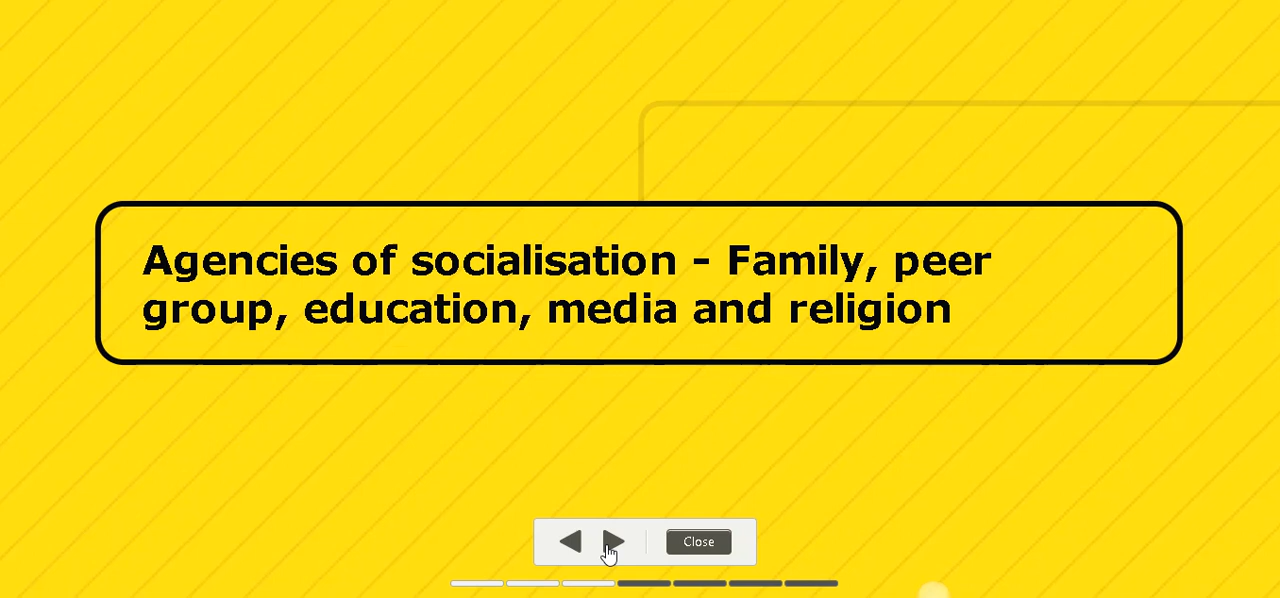 Agencies of socialisation - Family, peer
group, education, media and religion
Close